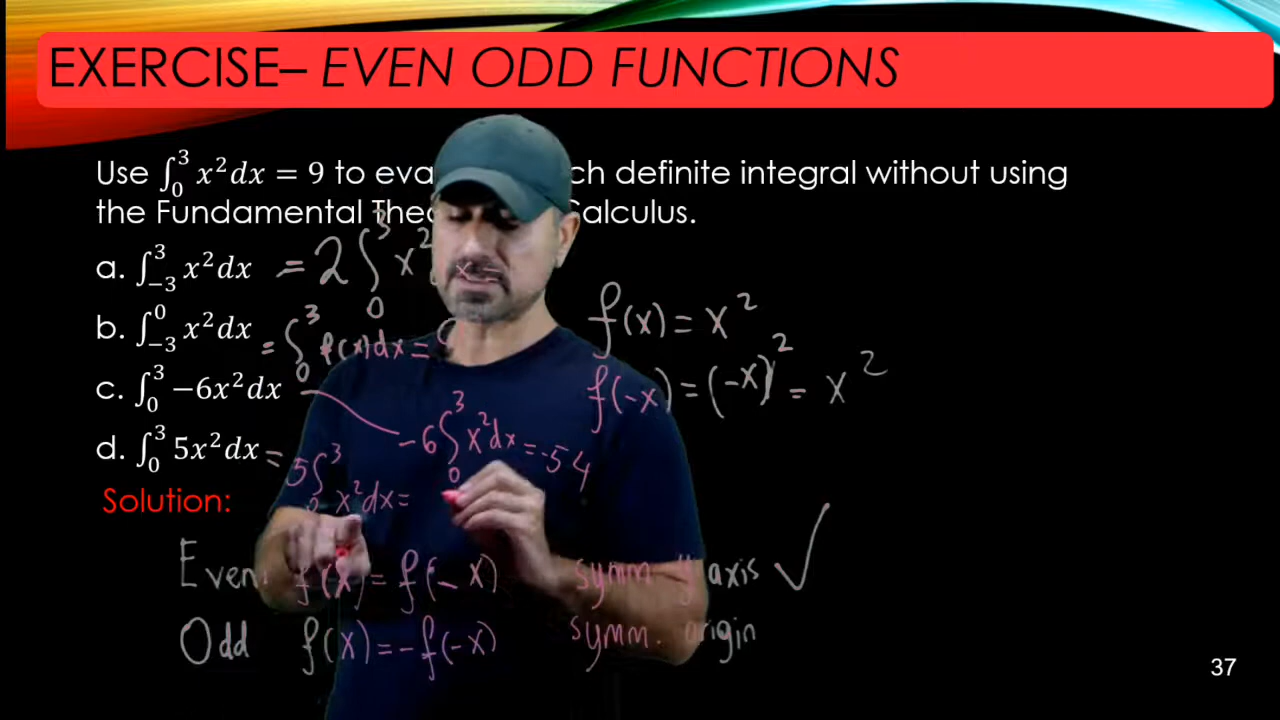 EXERCISE– EVEN ODD FUNCTIONS
Use ∫₀³ x²dx = 9 to eva ch definite integral without using
the Fundamental Theo Calculus.
a. ∫₋₃³ x²dx = 2 ∫₀³ x²
b. ∫₋₃⁰ x²dx = ∫₀³ f(x)dx =
f(x) = x²
f(-x) = (-x)² = x²
c. ∫₀³ −6x²dx -6 ∫₀³ x²dx = -54
d. ∫₀³ 5x²dx = 5 ∫₀³ x²dx =
Solution:
Even f(x) = f(-x) symm y axis ✓
Odd f(x) = -f(-x) symm. origin
37